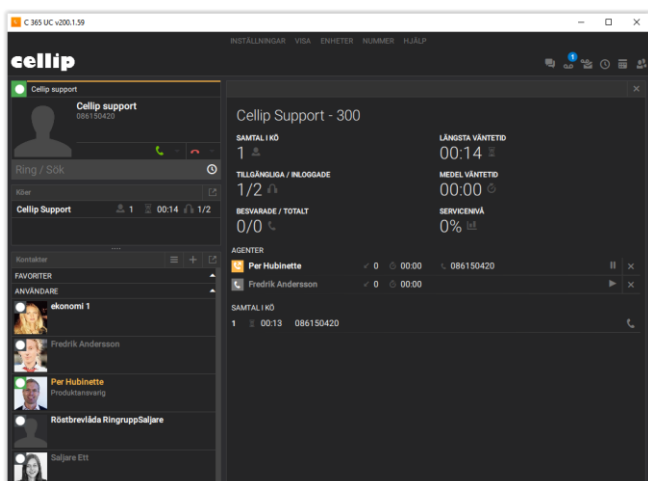 C 365 UC v200.1.59
INSTÄLLNINGAR VISA ENHETER NUMMER HJÄLP
cellip
1
Cellip support
Cellip support
086150420
Ring / Sök
Köer
Cellip Support 1 00:14 1/2
Kontakter
FAVORITER
ANVÄNDARE
ekonomi 1
Fredrik Andersson
Per Hubinette
Produktansvarig
Röstbrevlåda RingruppSaljare
Saljare Ett
Cellip Support - 300
SAMTAL I KÖ LÄNGSTA VÄNTETID
1 00:14
TILLGÄNGLIGA / INLOGGADE MEDEL VÄNTETID
1/2 00:00
BESVARADE / TOTALT SERVICENIVÅ
0/0 0%
AGENTER
Per Hubinette 0 00:00 086150420
Fredrik Andersson 0 00:00
SAMTAL I KÖ
1 00:13 086150420